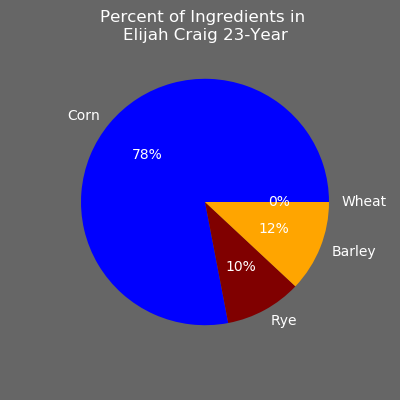 Percent of Ingredients in
Elijah Craig 23-Year
Corn
78%
0%
Wheat
12%
Barley
10%
Rye